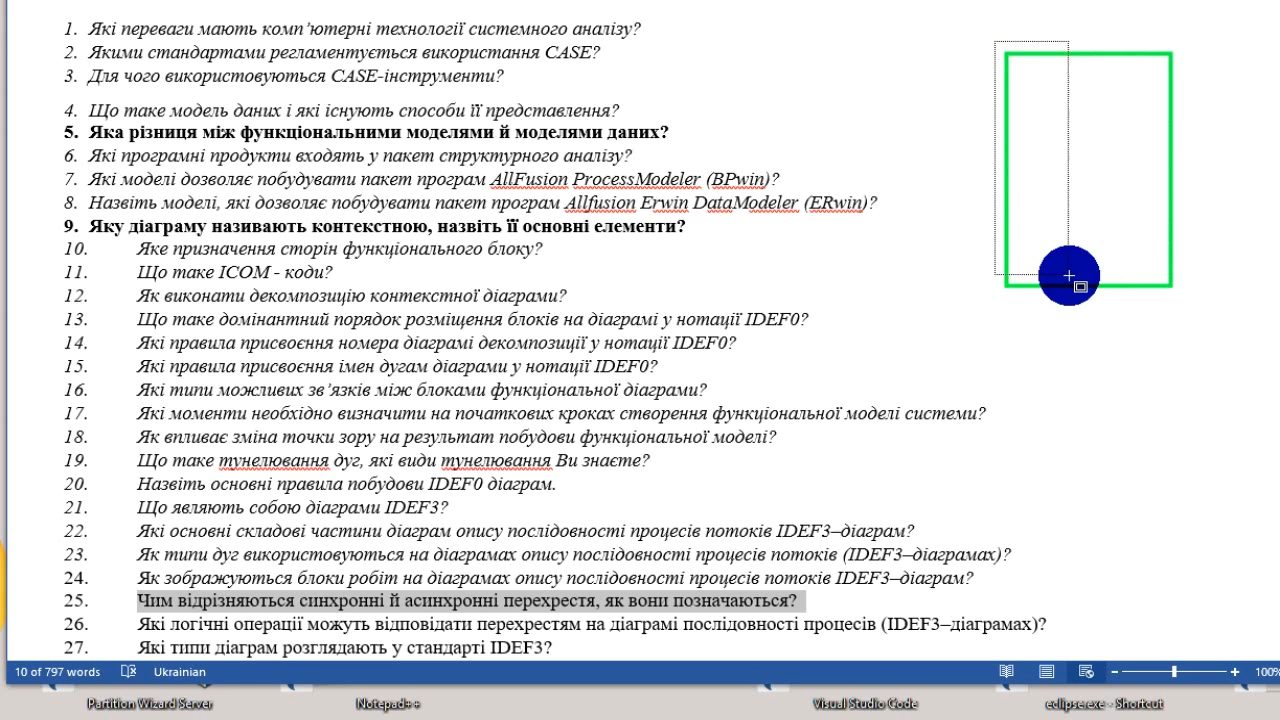 1. Які переваги мають комп’ютерні технології системного аналізу?
2. Якими стандартами регламентується використання CASE?
3. Для чого використовуються CASE-інструменти?
4. Що таке модель даних і які існують способи її представлення?
5. Яка різниця між функціональними моделями й моделями даних?
6. Які програмні продукти входять у пакет структурного аналізу?
7. Які моделі дозволяє побудувати пакет програм AllFusion ProcessModeler (BPwin)?
8. Назвіть моделі, які дозволяє побудувати пакет програм Allfusion Erwin DataModeler (ERwin)?
9. Яку діаграму називають контекстною, назвіть її основні елементи?
10. Яке призначення сторін функціонального блоку?
11. Що таке ICOM - коди?
12. Як виконати декомпозицію контекстної діаграми?
13. Що таке домінантний порядок розміщення блоків на діаграмі у нотації IDEF0?
14. Які правила присвоєння номера діаграмі декомпозиції у нотації IDEF0?
15. Які правила присвоєння імен дугам діаграми у нотації IDEF0?
16. Які типи можливих зв’язків між блоками функціональної діаграми?
17. Які моменти необхідно визначити на початкових кроках створення функціональної моделі системи?
18. Як впливає зміна точки зору на результат побудови функціональної моделі?
19. Що таке тунелювання дуг, які види тунелювання Ви знаєте?
20. Назвіть основні правила побудови IDEF0 діаграм.
21. Що являють собою діаграми IDEF3?
22. Які основні складові частини діаграм опису послідовності процесів потоків IDEF3–діаграм?
23. Як типи дуг використовуються на діаграмах опису послідовності процесів потоків (IDEF3–діаграмах)?
24. Як зображуються блоки робіт на діаграмах опису послідовності процесів потоків IDEF3–діаграм?
25. Чим відрізняються синхронні й асинхронні перехрестя, як вони позначаються?
26. Які логічні операції можуть відповідати перехрестям на діаграмі послідовності процесів (IDEF3–діаграмах)?
27. Які типи діаграм розглядають у стандарті IDEF3?
10 of 797 words Ukrainian 100%
Partition Wizard Server Notepad++ Visual Studio Code eclipse.exe - Shortcut